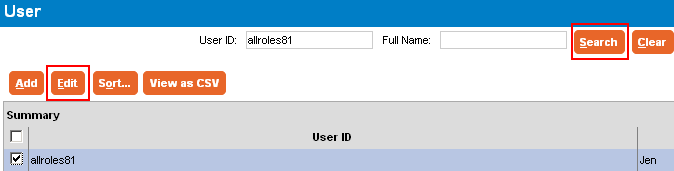 User
User ID: allroles81 Full Name: Search Clear
Add Edit Sort... View as CSV
Summary
User ID
allroles81 Jen